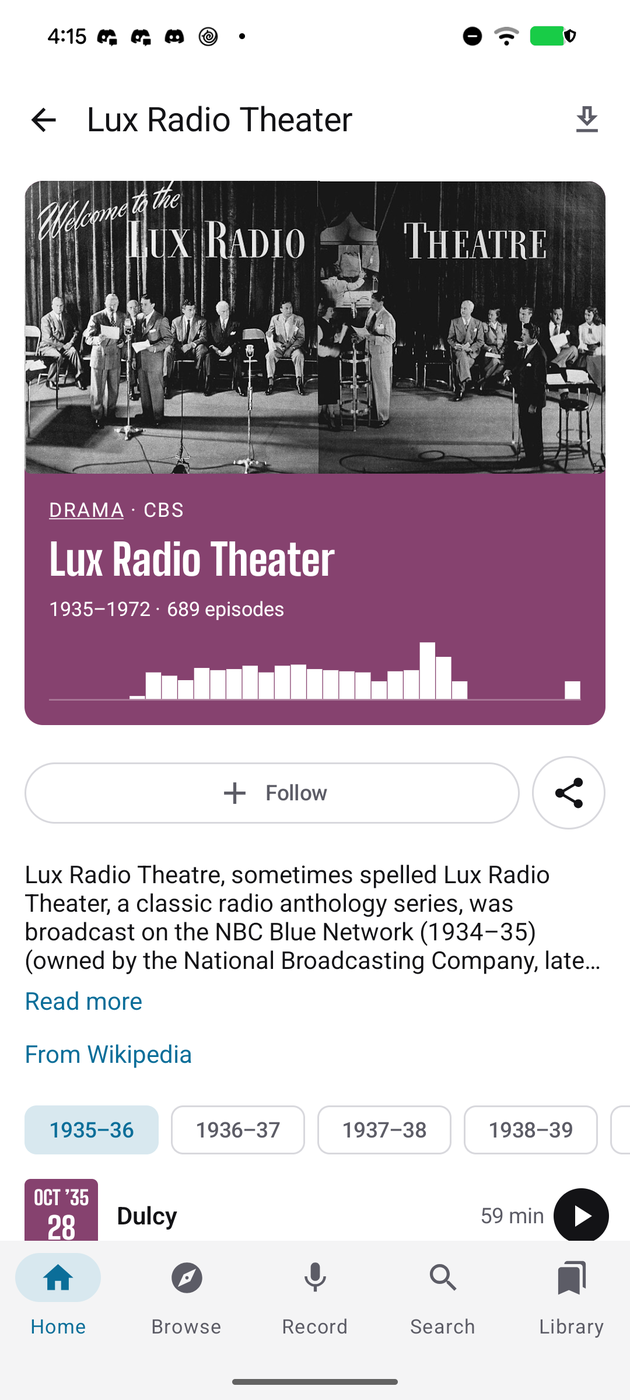 4:15
Lux Radio Theater
Welcome to the
LUX RADIO THEATRE
DRAMA · CBS
Lux Radio Theater
1935–1972 · 689 episodes
Follow
Lux Radio Theatre, sometimes spelled Lux Radio
Theater, a classic radio anthology series, was
broadcast on the NBC Blue Network (1934–35)
(owned by the National Broadcasting Company, late…
Read more
From Wikipedia
1935–36 1936–37 1937–38 1938–39
OCT ’35
28
Dulcy
59 min
Home Browse Record Search Library